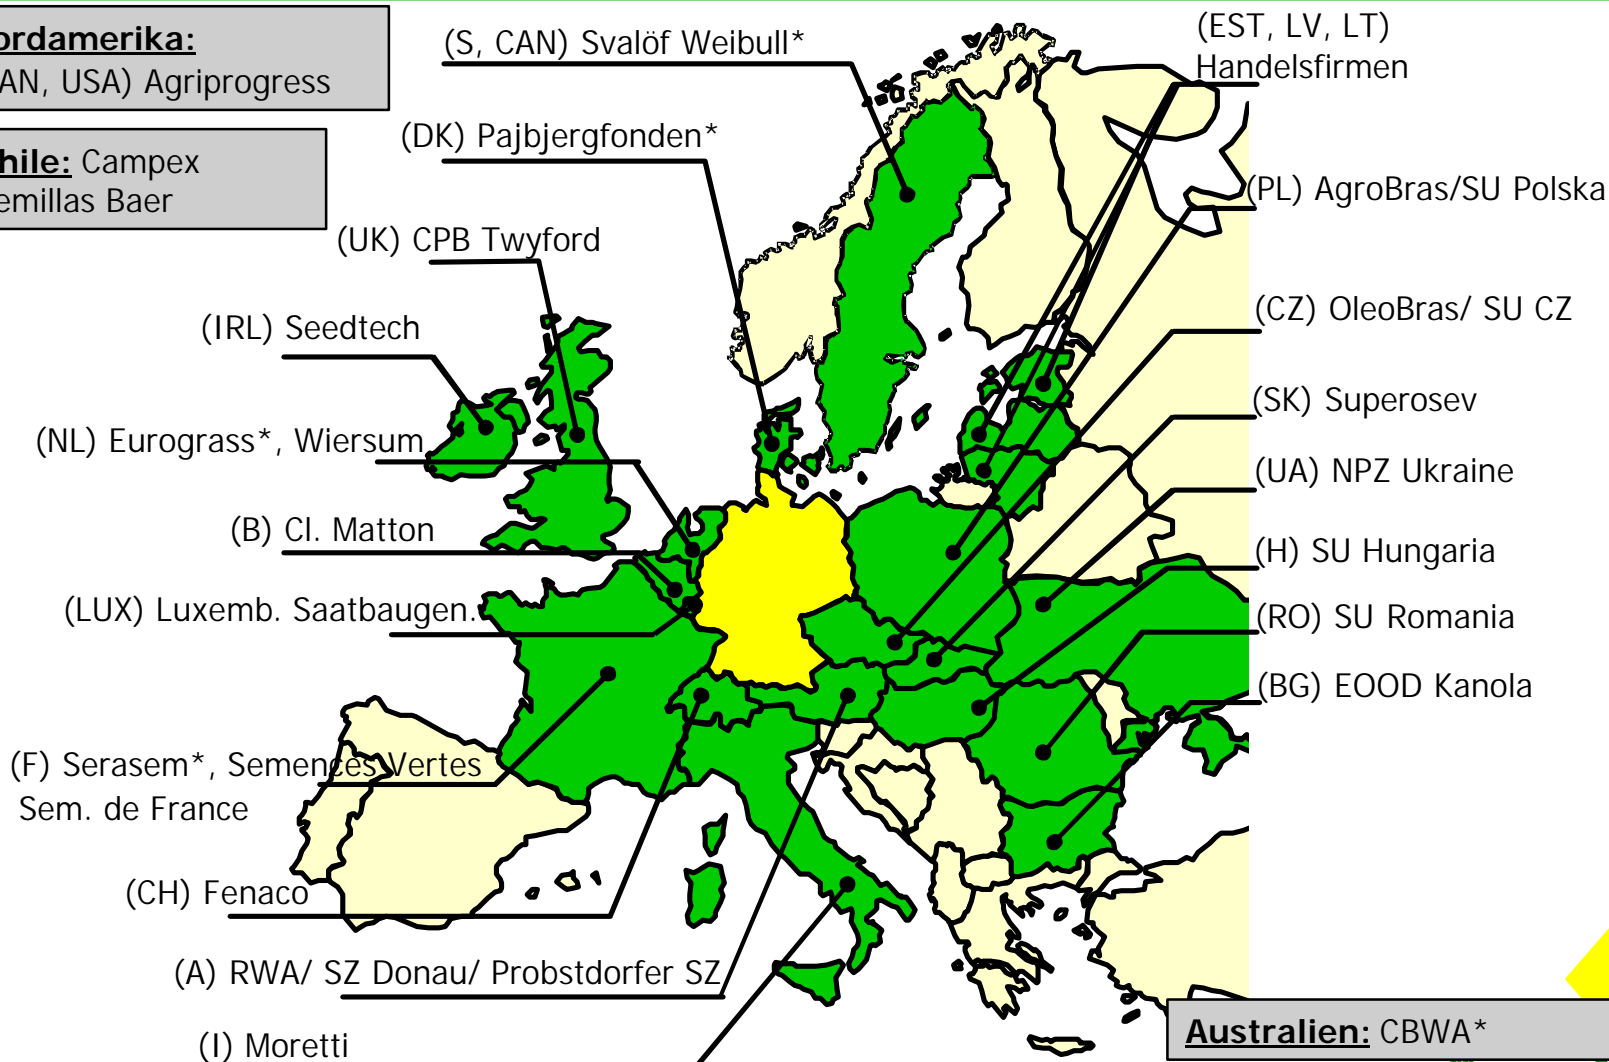 ordamerika:
AN, USA) Agriprogress
hile: Campex
emillas Baer
(S, CAN) Svalöf Weibull*
(EST, LV, LT)
Handelsfirmen
(DK) Pajbjergfonden*
(PL) AgroBras/SU Polska
(UK) CPB Twyford
(CZ) OleoBras/ SU CZ
(IRL) Seedtech
(SK) Superosev
(NL) Eurograss*, Wiersum
(UA) NPZ Ukraine
(B) Cl. Matton
(H) SU Hungaria
(LUX) Luxemb. Saatbaugen.
(RO) SU Romania
(BG) EOOD Kanola
(F) Serasem*, Semences Vertes
Sem. de France
(CH) Fenaco
(A) RWA/ SZ Donau/ Probstdorfer SZ
(I) Moretti
Australien: CBWA*